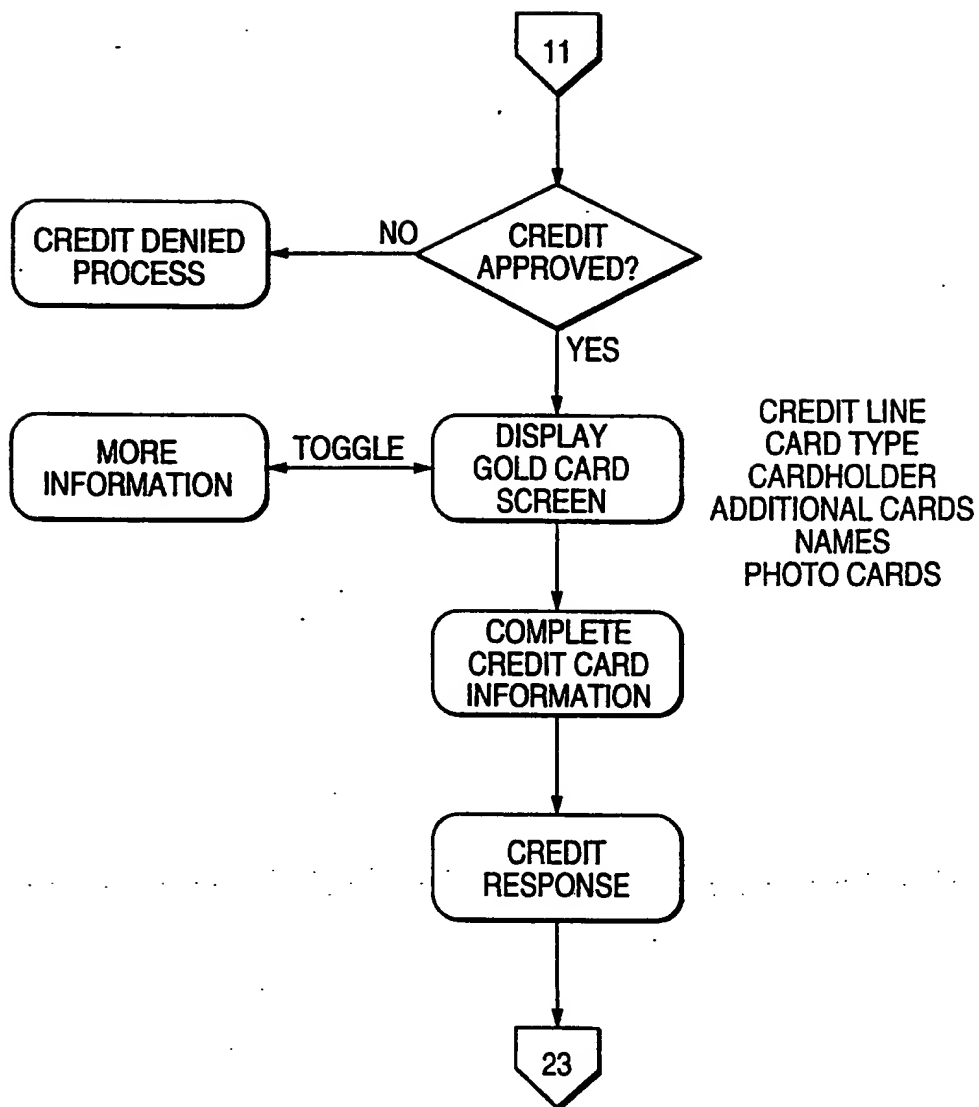 11
CREDIT
APPROVED?
NO
CREDIT DENIED
PROCESS
YES
DISPLAY
GOLD CARD
SCREEN
TOGGLE
MORE
INFORMATION
CREDIT LINE
CARD TYPE
CARDHOLDER
ADDITIONAL CARDS
NAMES
PHOTO CARDS
COMPLETE
CREDIT CARD
INFORMATION
CREDIT
RESPONSE
23